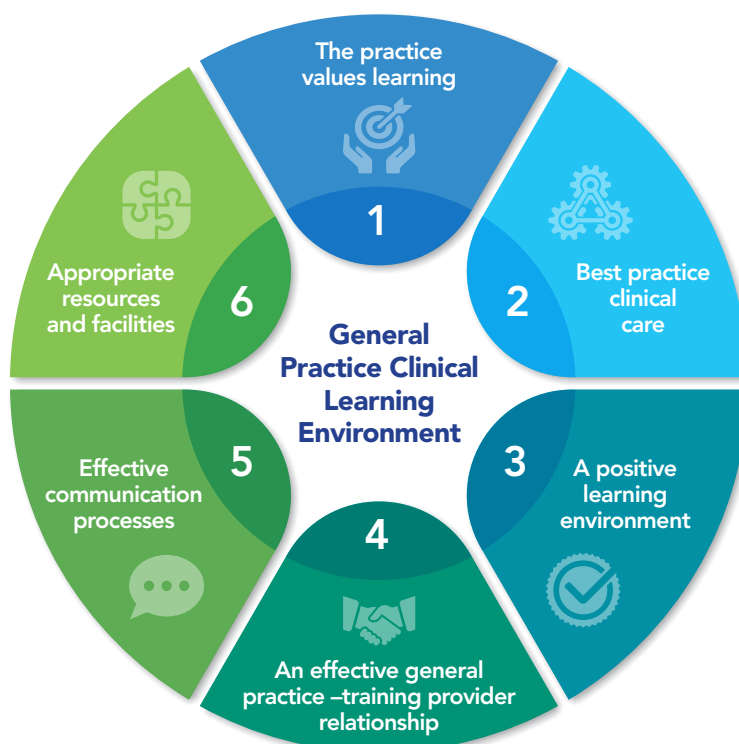 The practice
values learning
1
Best practice
clinical
care
2
A positive
learning
environment
3
An effective general
practice –training provider
relationship
4
Effective
communication
processes
5
Appropriate
resources
and facilities
6
General
Practice Clinical
Learning
Environment